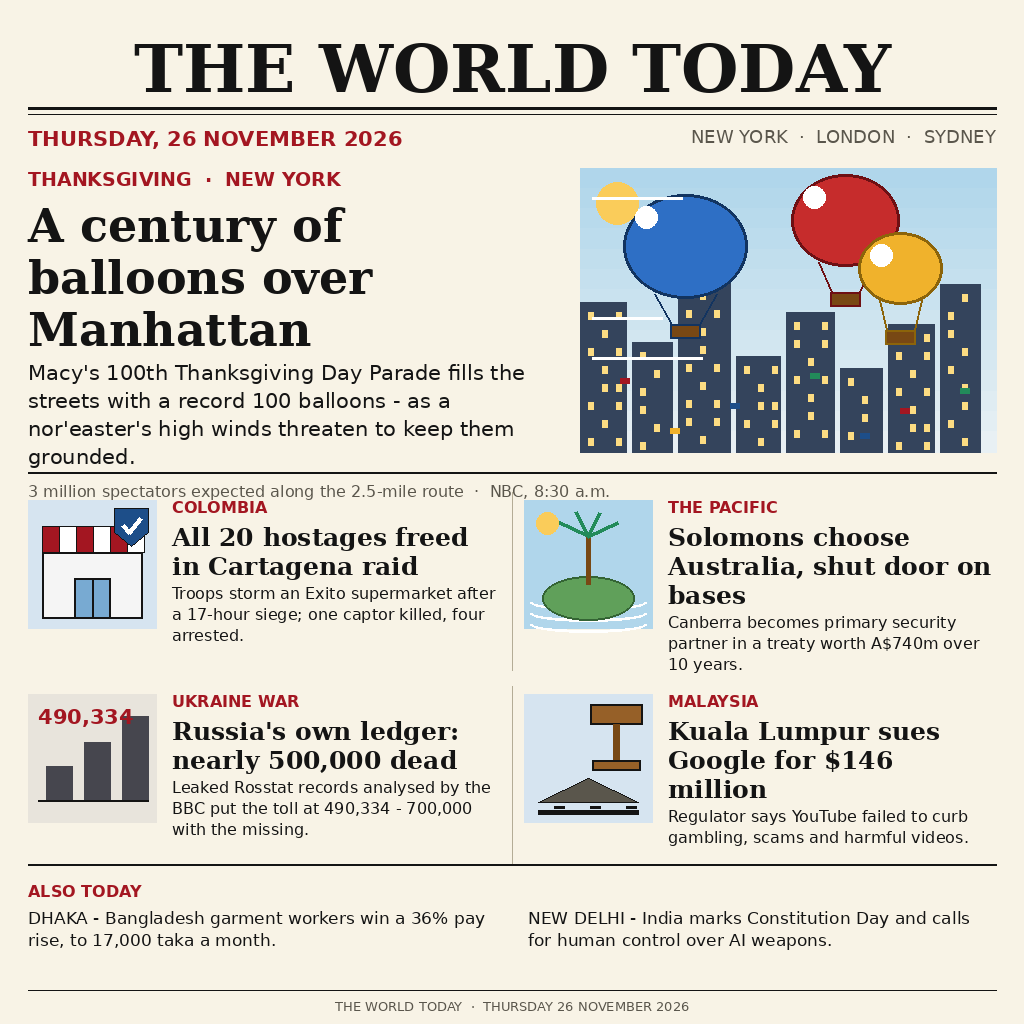 THE WORLD TODAY
THURSDAY, 26 NOVEMBER 2026
NEW YORK · LONDON · SYDNEY
THANKSGIVING · NEW YORK
A century of
balloons over
Manhattan
Macy's 100th Thanksgiving Day Parade fills the
streets with a record 100 balloons - as a
nor'easter's high winds threaten to keep them
grounded.
3 million spectators expected along the 2.5-mile route · NBC, 8:30 a.m.
COLOMBIA
All 20 hostages freed
in Cartagena raid
Troops storm an Exito supermarket after
a 17-hour siege; one captor killed, four
arrested.
THE PACIFIC
Solomons choose
Australia, shut door on
bases
Canberra becomes primary security
partner in a treaty worth A$740m over
10 years.
490,334
UKRAINE WAR
Russia's own ledger:
nearly 500,000 dead
Leaked Rosstat records analysed by the
BBC put the toll at 490,334 - 700,000
with the missing.
MALAYSIA
Kuala Lumpur sues
Google for $146
million
Regulator says YouTube failed to curb
gambling, scams and harmful videos.
ALSO TODAY
DHAKA - Bangladesh garment workers win a 36% pay
rise, to 17,000 taka a month.
NEW DELHI - India marks Constitution Day and calls
for human control over AI weapons.
THE WORLD TODAY · THURSDAY 26 NOVEMBER 2026